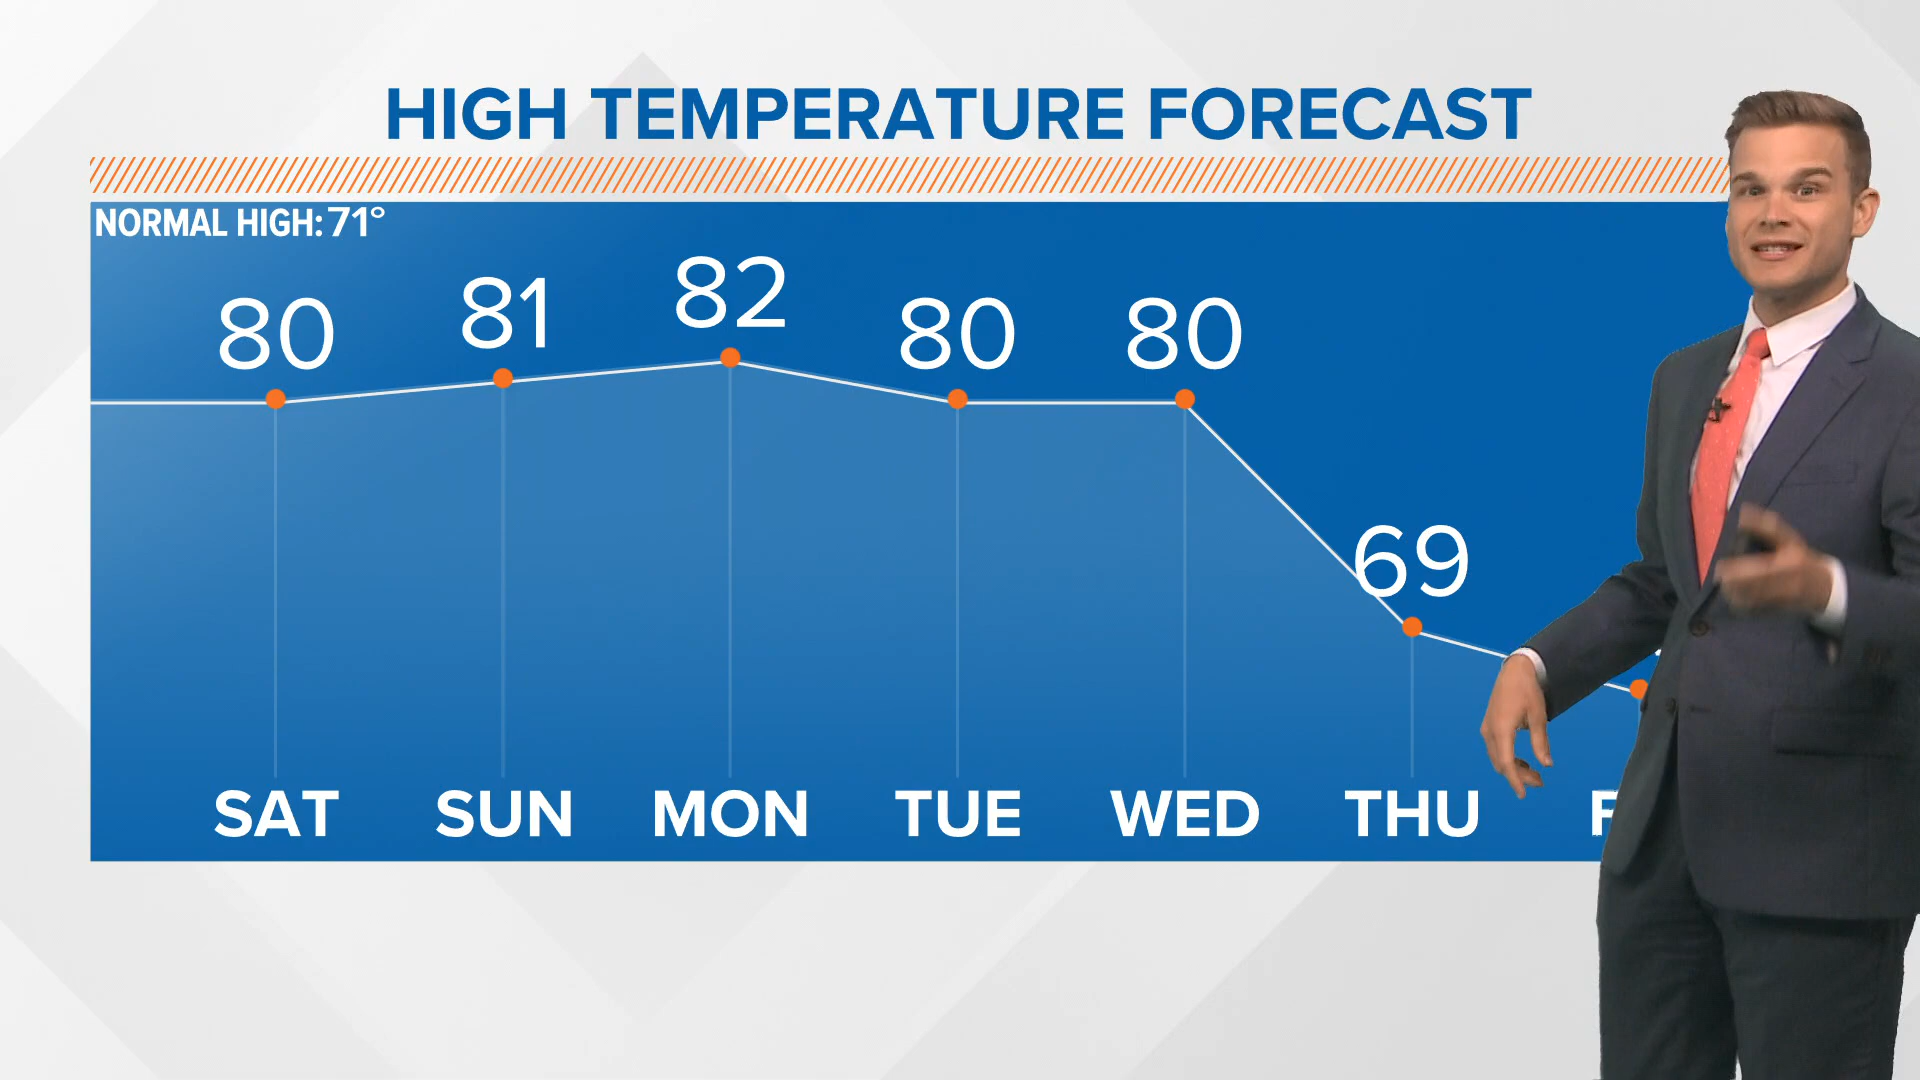 HIGH TEMPERATURE FORECAST
NORMAL HIGH: 71°
80 81 82 80 80 69
SAT SUN MON TUE WED THU